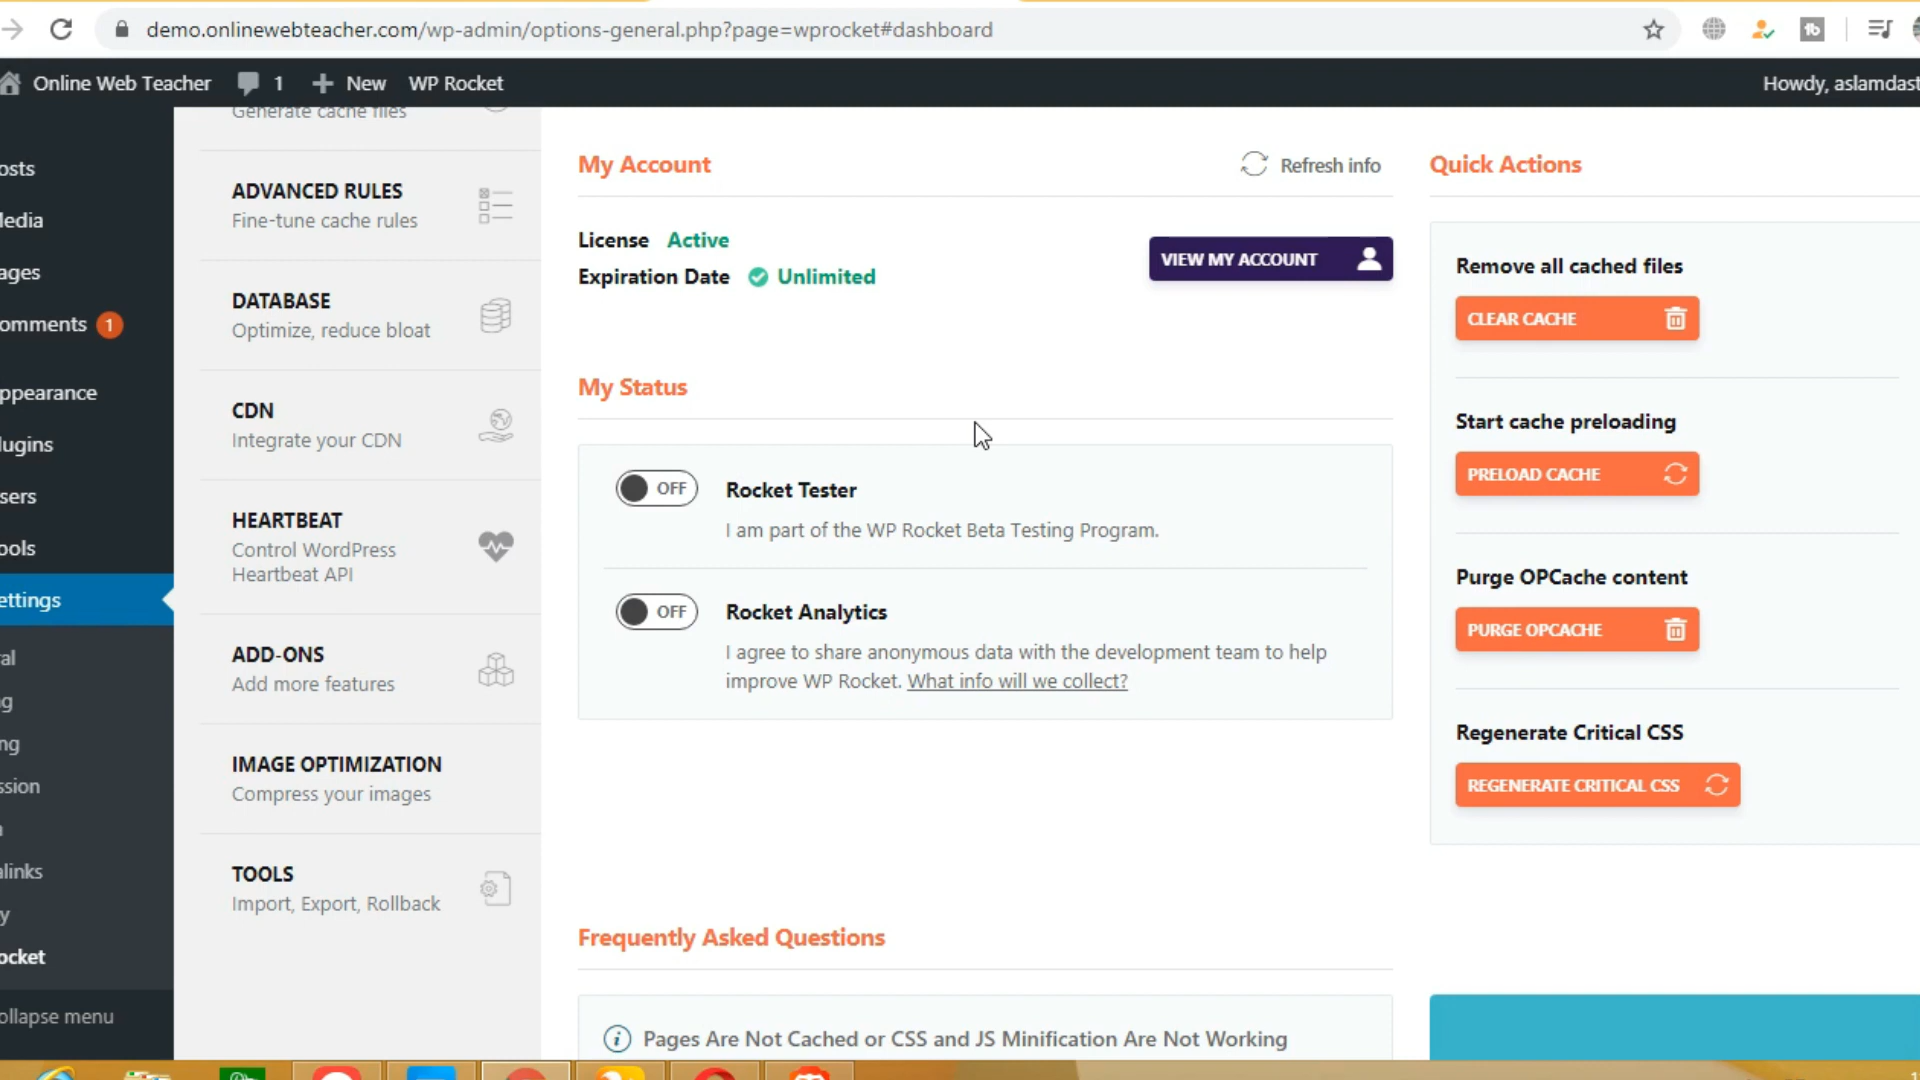 demo.onlinewebteacher.com/wp-admin/options-general.php?page=wprocket#dashboard
Online Web Teacher 1 New WP Rocket
Howdy, aslamdast
osts
ledia
ages
omments 1
ppearance
lugins
sers
ools
ettings
al
g
ng
ssion
alinks
y
ocket
ollapse menu
Generate cache files
ADVANCED RULES
Fine-tune cache rules
DATABASE
Optimize, reduce bloat
CDN
Integrate your CDN
HEARTBEAT
Control WordPress
Heartbeat API
ADD-ONS
Add more features
IMAGE OPTIMIZATION
Compress your images
TOOLS
Import, Export, Rollback
My Account
Refresh info
License Active
Expiration Date Unlimited
VIEW MY ACCOUNT
My Status
OFF Rocket Tester
I am part of the WP Rocket Beta Testing Program.
OFF Rocket Analytics
I agree to share anonymous data with the development team to help
improve WP Rocket. What info will we collect?
Frequently Asked Questions
Pages Are Not Cached or CSS and JS Minification Are Not Working
Quick Actions
Remove all cached files
CLEAR CACHE
Start cache preloading
PRELOAD CACHE
Purge OPCache content
PURGE OPCACHE
Regenerate Critical CSS
REGENERATE CRITICAL CSS